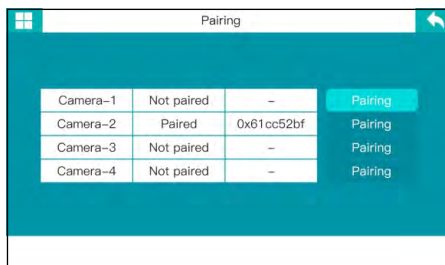 Pairing
Camera-1 Not paired - Pairing
Camera-2 Paired 0x61cc52bf Pairing
Camera-3 Not paired - Pairing
Camera-4 Not paired - Pairing